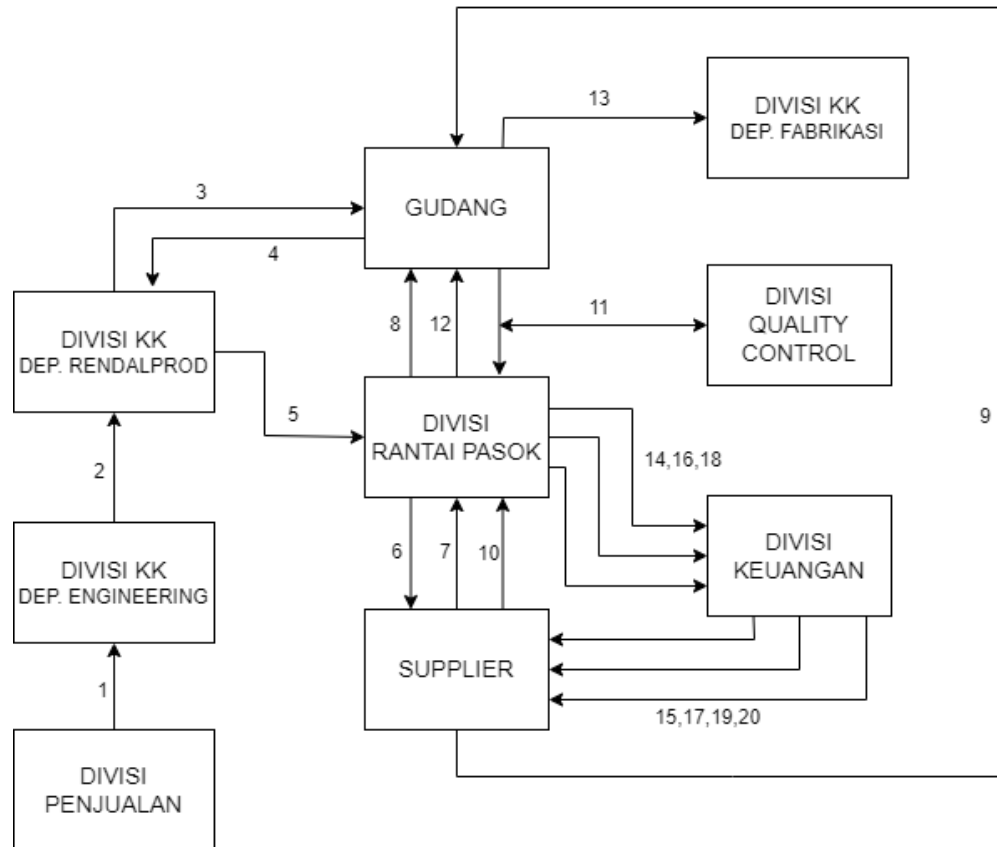 13
DIVISI KK
DEP. FABRIKASI
3
GUDANG
4
DIVISI KK
DEP. RENDALPROD
8
12
11
DIVISI
QUALITY
CONTROL
5
DIVISI
RANTAI PASOK
9
14,16,18
2
6
7
10
DIVISI
KEUANGAN
DIVISI KK
DEP. ENGINEERING
SUPPLIER
1
15,17,19,20
DIVISI
PENJUALAN